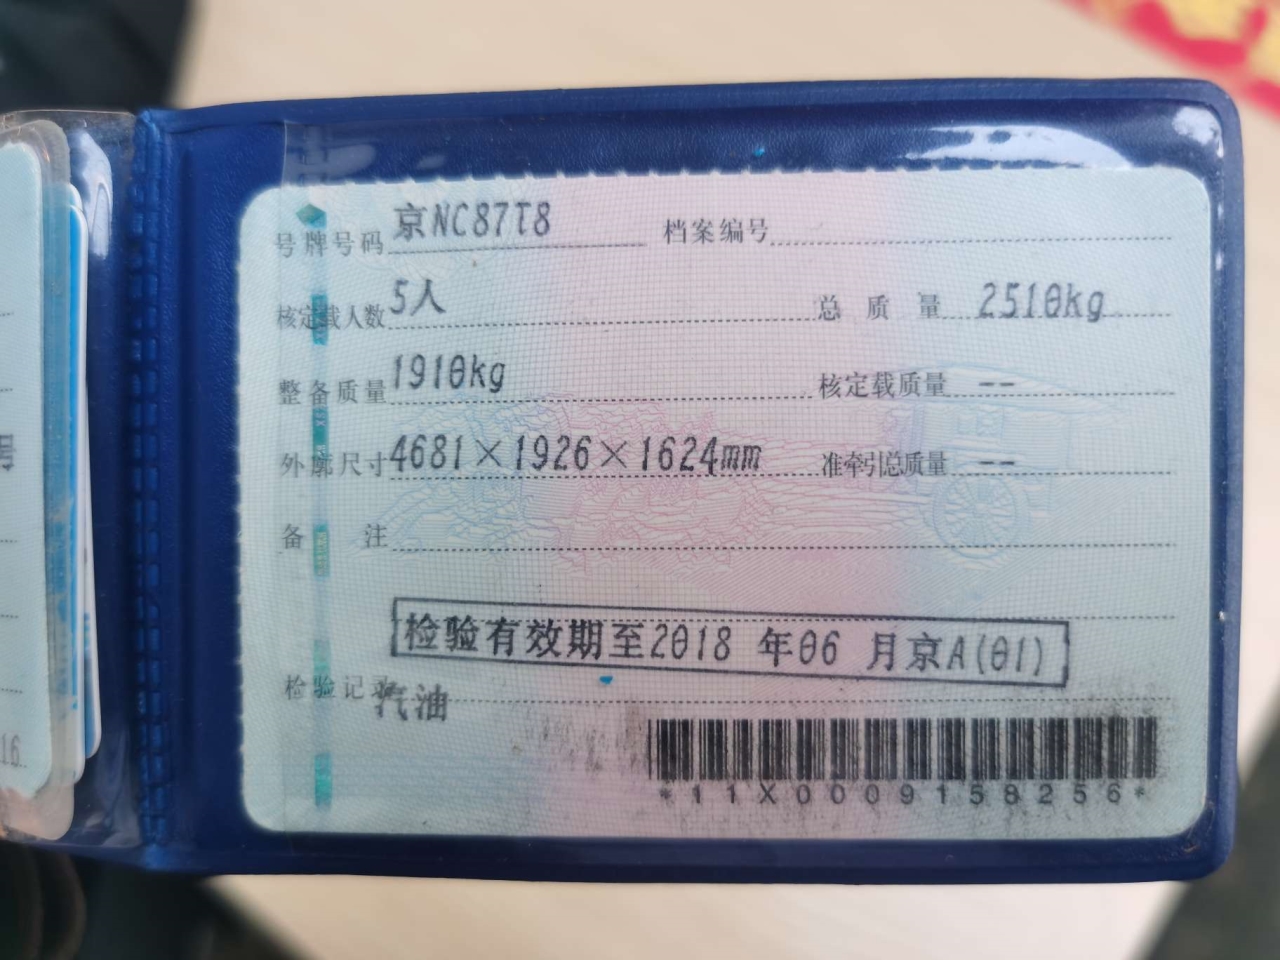 号牌号码 京NC87T8 档案编号
核定载人数 5人 总质量 2510kg
整备质量 1910kg 核定载质量 --
外廓尺寸 4681×1926×1624mm 准牵引总质量 --
备注
检验有效期至2018 年06 月京A(01)
检验记录 汽油
*11X0009158256*
号
16